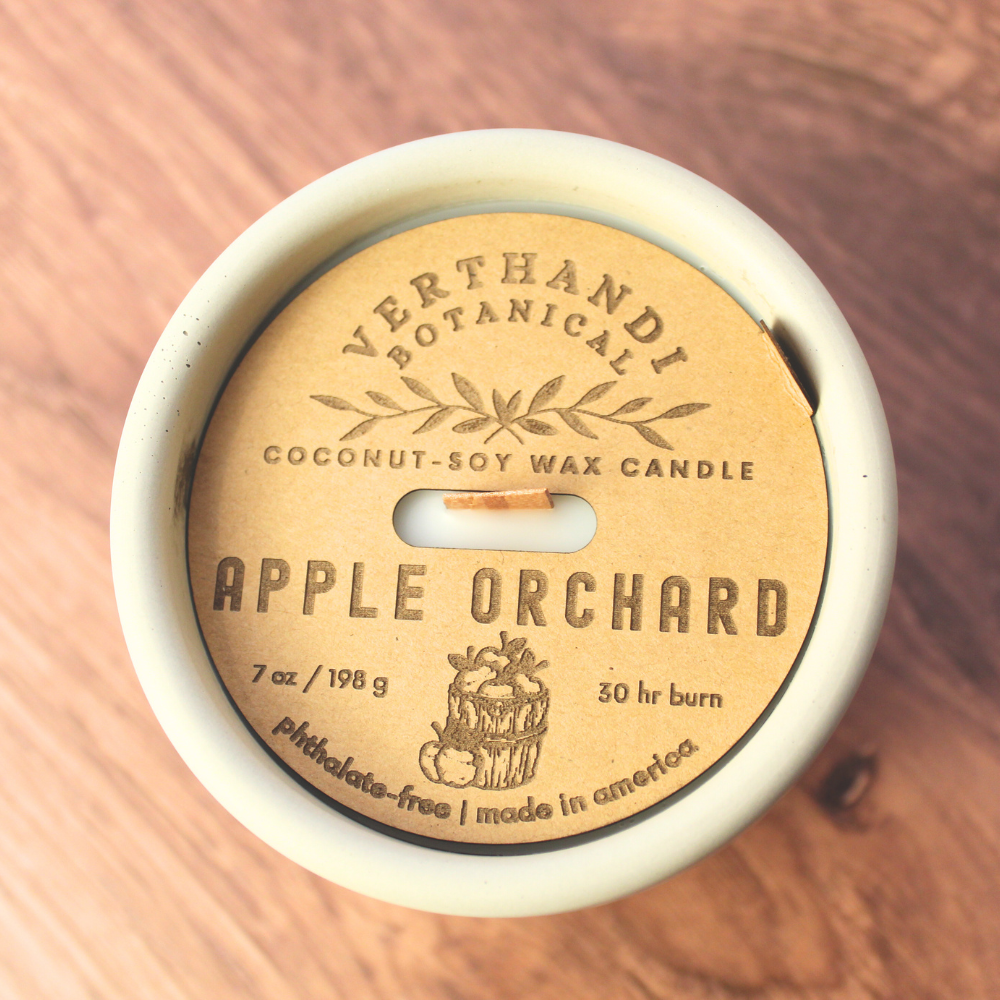 VERTHANDI
BOTANICAL
COCONUT-SOY WAX CANDLE
APPLE ORCHARD
7 oz / 198 g
30 hr burn
phthalate-free | made in america